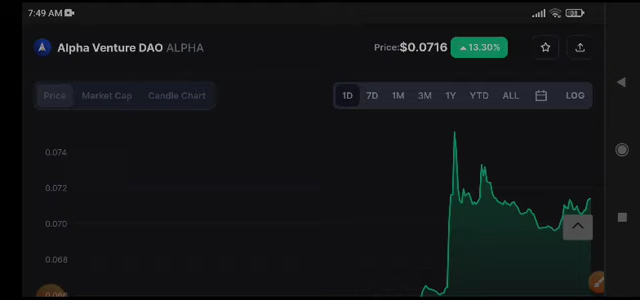 7:49 AM
Alpha Venture DAO ALPHA
Price:$0.0716 13.30%
Price Market Cap Candle Chart
1D 7D 1M 3M 1Y YTD ALL LOG
0.074
0.072
0.070
0.068